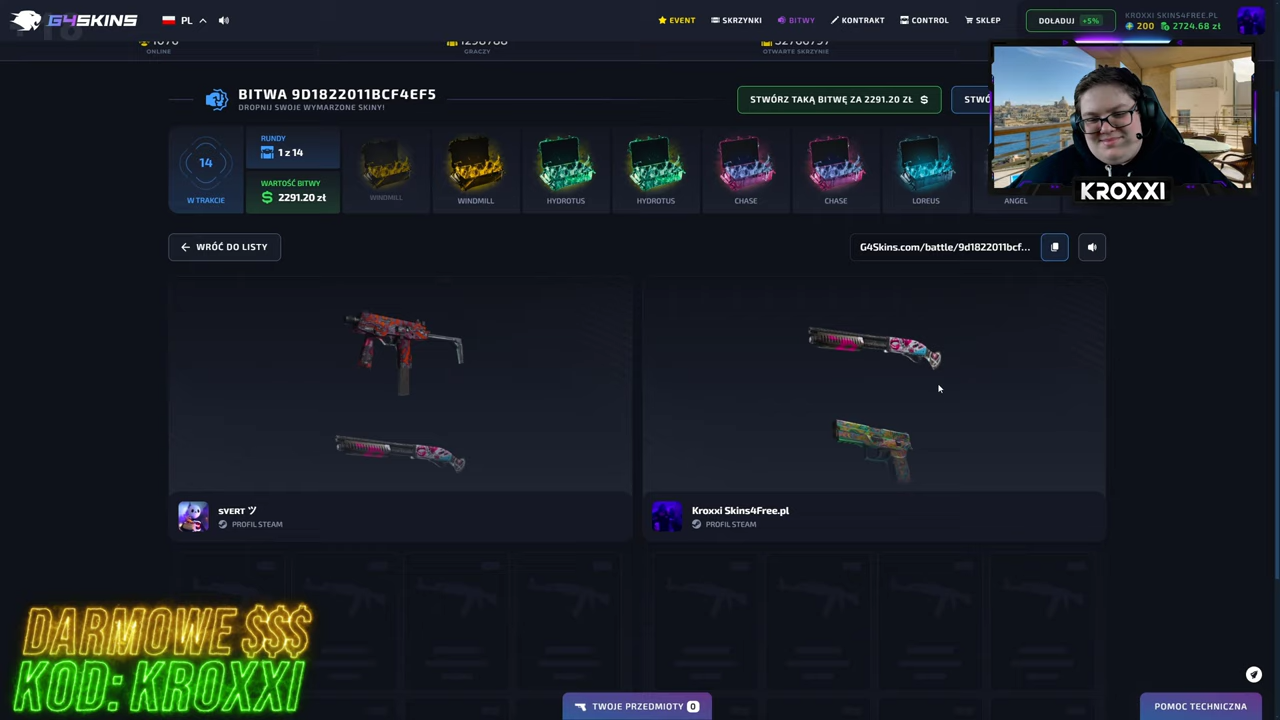 G4SKINS
PL
EVENT
SKRZYNKI
BITWY
KONTRAKT
CONTROL
SKLEP
DOŁADUJ +5%
KROXXI SKINS4FREE.PL
200 2724.68 zł
ONLINE
GRACZY
OTWARTE SKRZYNIE
BITWA 9D1822011BCF4EF5
DROPNIJ SWOJE WYMARZONE SKINY!
STWÓRZ TAKĄ BITWĘ ZA 2291.20 ZŁ $
STWÓ
14
W TRAKCIE
RUNDY
1 z 14
WARTOŚĆ BITWY
2291.20 zł
WINDMILL
WINDMILL
HYDROTUS
HYDROTUS
CHASE
CHASE
LOREUS
ANGEL
KROXXI
WRÓĆ DO LISTY
G4Skins.com/battle/9d1822011bcf...
sᴠᴇʀᴛ ツ
PROFIL STEAM
Kroxxi Skins4Free.pl
PROFIL STEAM
DARMOWE $$$
KOD: KROXXI
TWOJE PRZEDMIOTY 0
POMOC TECHNICZNA